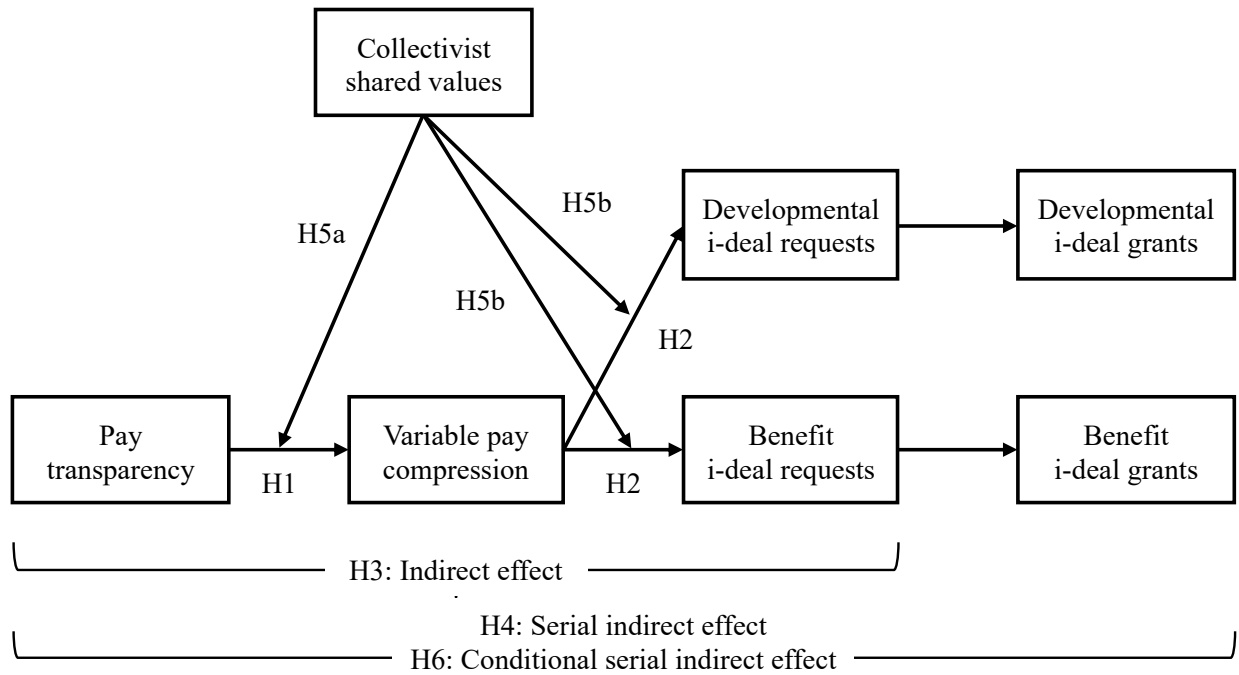 Collectivist
shared values
H5b
Developmental
i-deal requests
Developmental
i-deal grants
H5a
H5b
H2
Pay
transparency
H1
Variable pay
compression
H2
Benefit
i-deal requests
Benefit
i-deal grants
H3: Indirect effect
H4: Serial indirect effect
H6: Conditional serial indirect effect